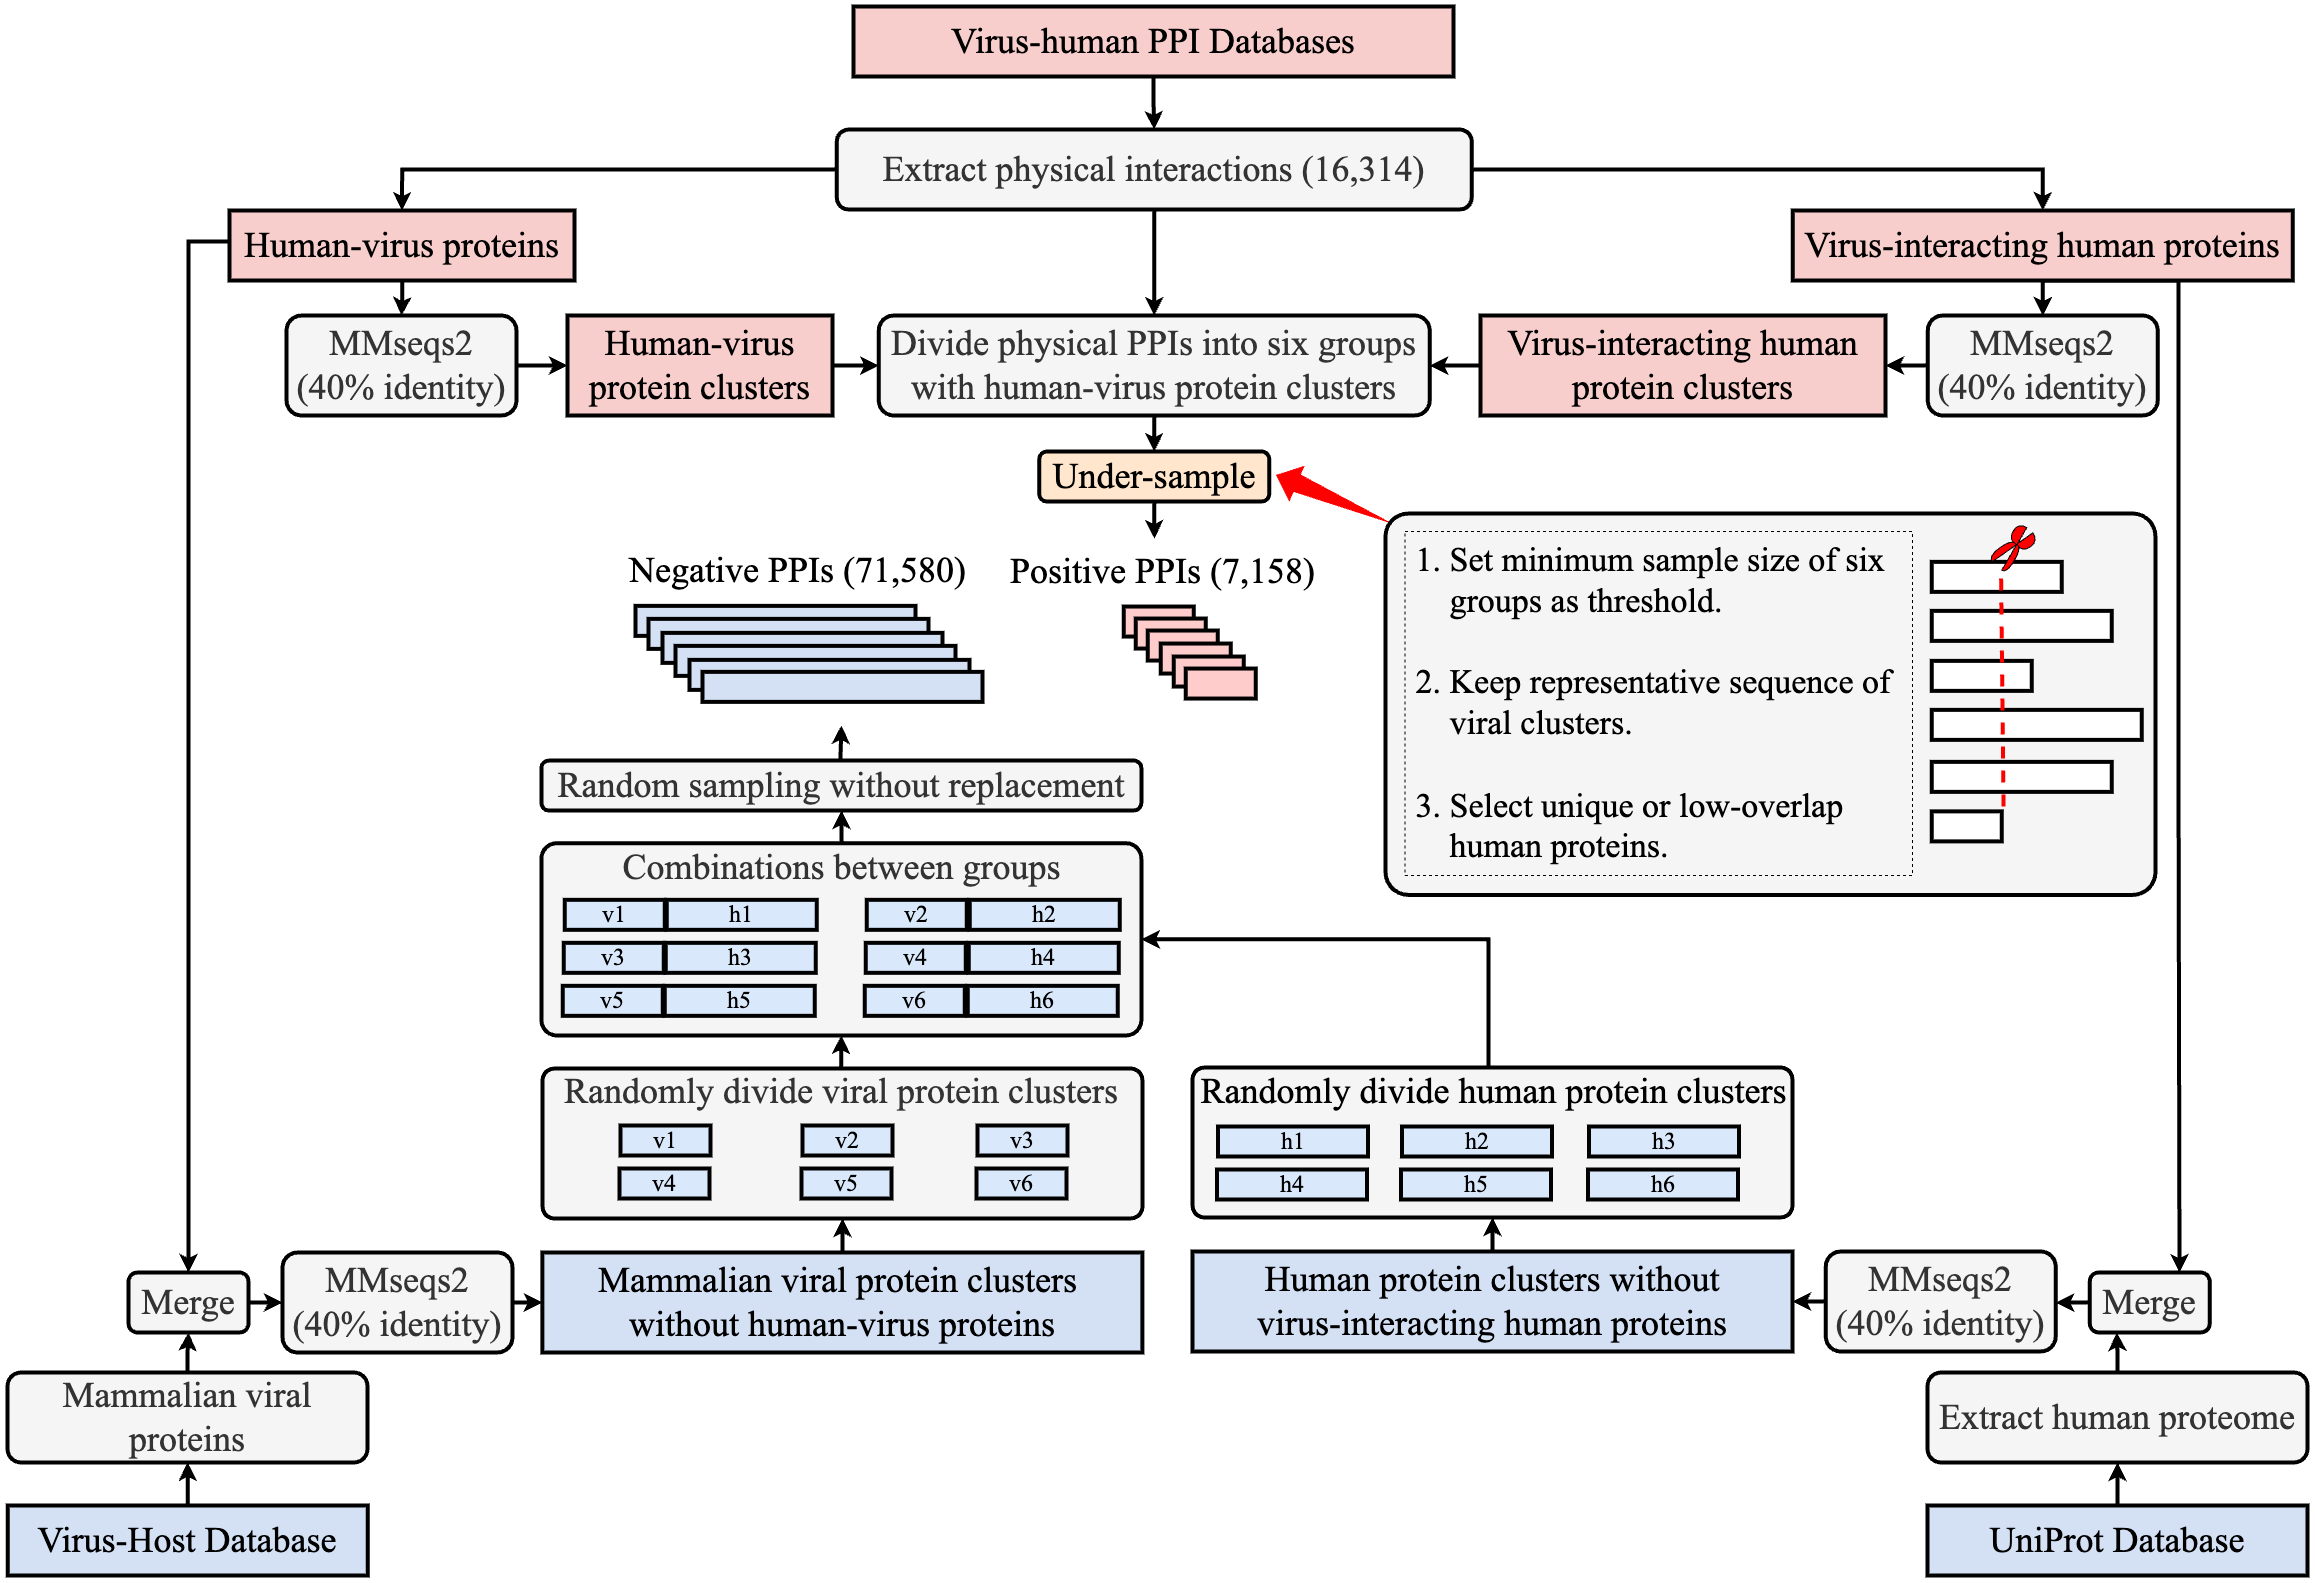 Virus-human PPI Databases
Extract physical interactions (16,314)
Human-virus proteins
Virus-interacting human proteins
MMseqs2
(40% identity)
Human-virus
protein clusters
Divide physical PPIs into six groups
with human-virus protein clusters
Virus-interacting human
protein clusters
MMseqs2
(40% identity)
Under-sample
Negative PPIs (71,580)
Positive PPIs (7,158)
1. Set minimum sample size of six
groups as threshold.
2. Keep representative sequence of
viral clusters.
3. Select unique or low-overlap
human proteins.
Random sampling without replacement
Combinations between groups
v1 h1 v2 h2
v3 h3 v4 h4
v5 h5 v6 h6
Randomly divide viral protein clusters
v1 v2 v3
v4 v5 v6
Randomly divide human protein clusters
h1 h2 h3
h4 h5 h6
Merge
MMseqs2
(40% identity)
Mammalian viral protein clusters
without human-virus proteins
Human protein clusters without
virus-interacting human proteins
MMseqs2
(40% identity)
Merge
Mammalian viral
proteins
Extract human proteome
Virus-Host Database
UniProt Database